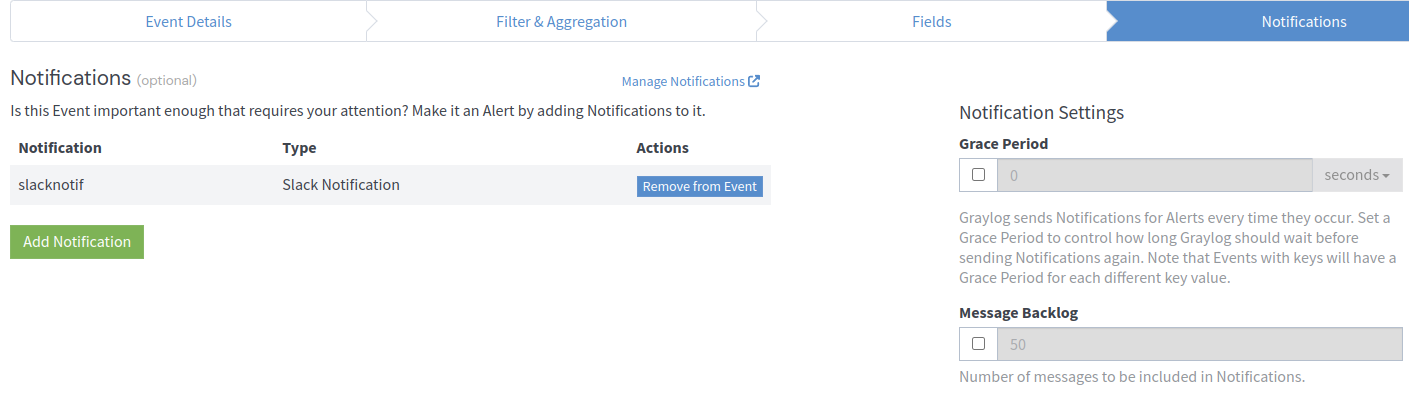 Event Details
Filter & Aggregation
Fields
Notifications
Notifications (optional)
Manage Notifications
Is this Event important enough that requires your attention? Make it an Alert by adding Notifications to it.
Notification Type Actions
slacknotif Slack Notification Remove from Event
Add Notification
Notification Settings
Grace Period
0 seconds
Graylog sends Notifications for Alerts every time they occur. Set a
Grace Period to control how long Graylog should wait before
sending Notifications again. Note that Events with keys will have a
Grace Period for each different key value.
Message Backlog
50
Number of messages to be included in Notifications.